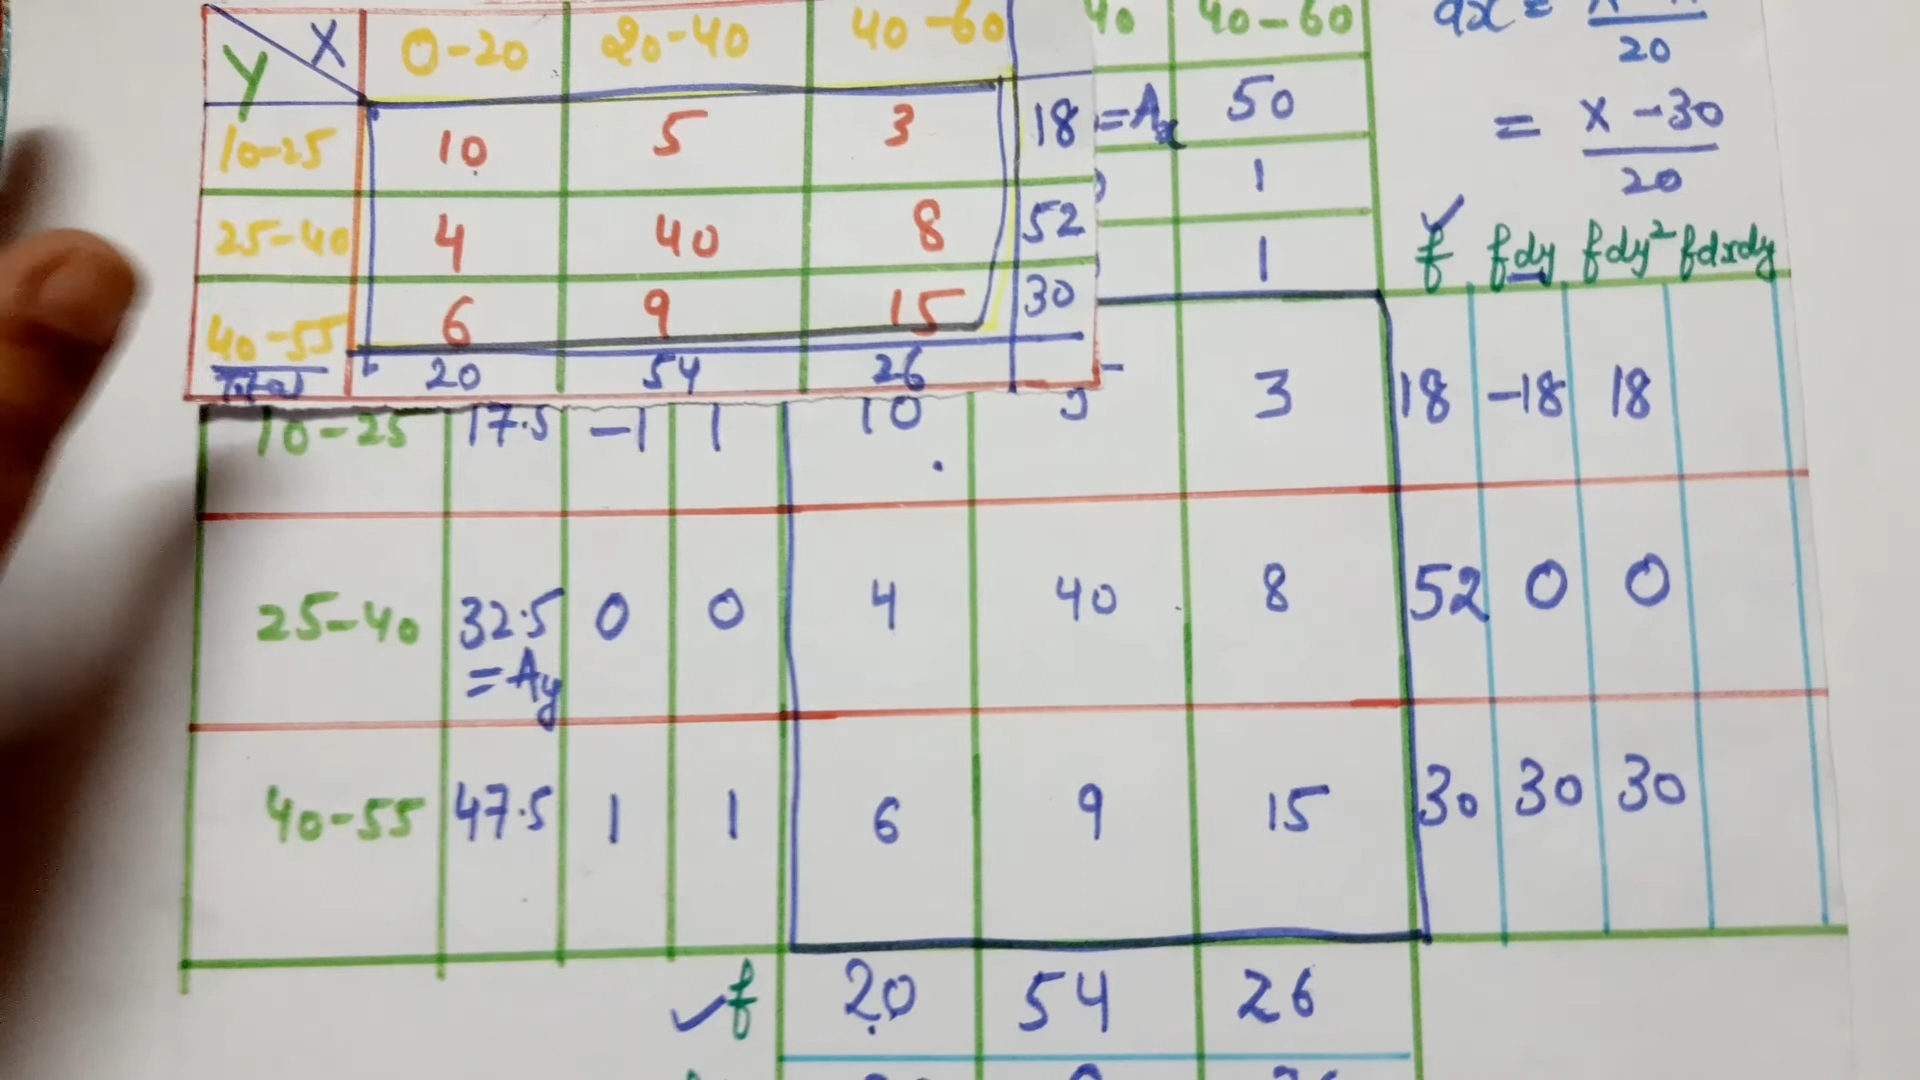 X 0-20 20-40 40-60
Y
10-25 10 5 3 18
25-40 4 40 8 52
40-55 6 9 15 30
Total 20 54 26
40 40-60
=Ax 50
1
1
20
= x-30
20
f fdy fdy² fdxdy
10-25 17.5 -1 1 10 3 18 -18 18
25-40 32.5 0 0 4 40 8 52 0 0
=Ay
40-55 47.5 1 1 6 9 15 30 30 30
✓f 20 54 26